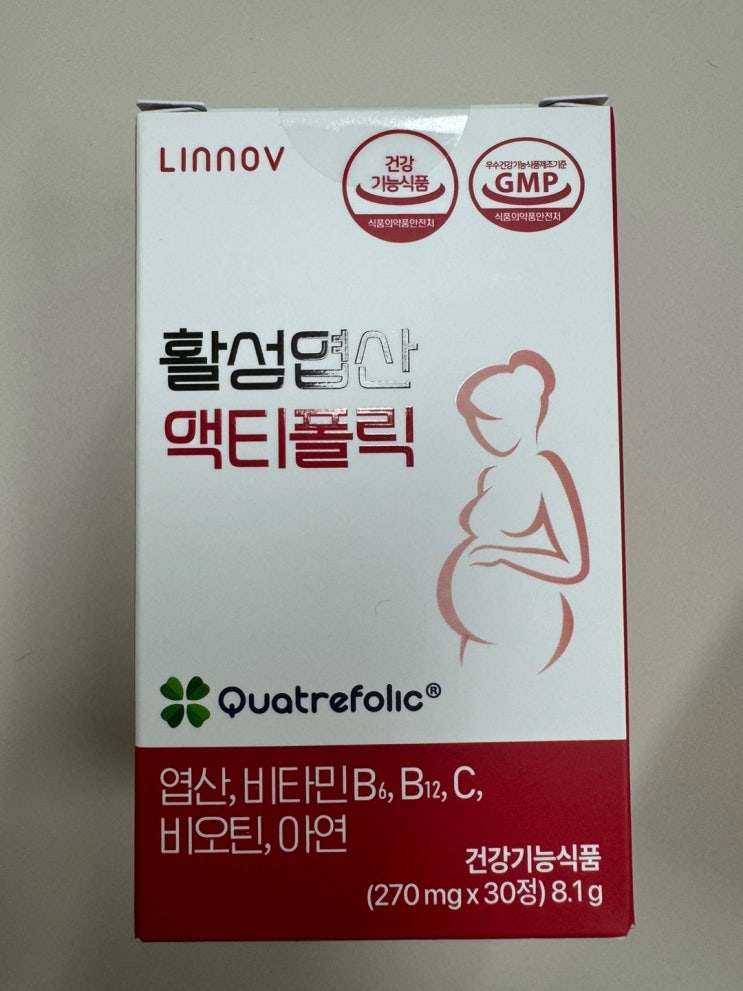 LINNOV
건강
기능식품
식품의약품안전처
우수건강기능식품제조기준
GMP
식품의약품안전처
활성엽산
액티폴릭
Quatrefolic®
엽산, 비타민 B6, B12, C,
비오틴, 아연
건강기능식품
(270 mg x 30정) 8.1 g